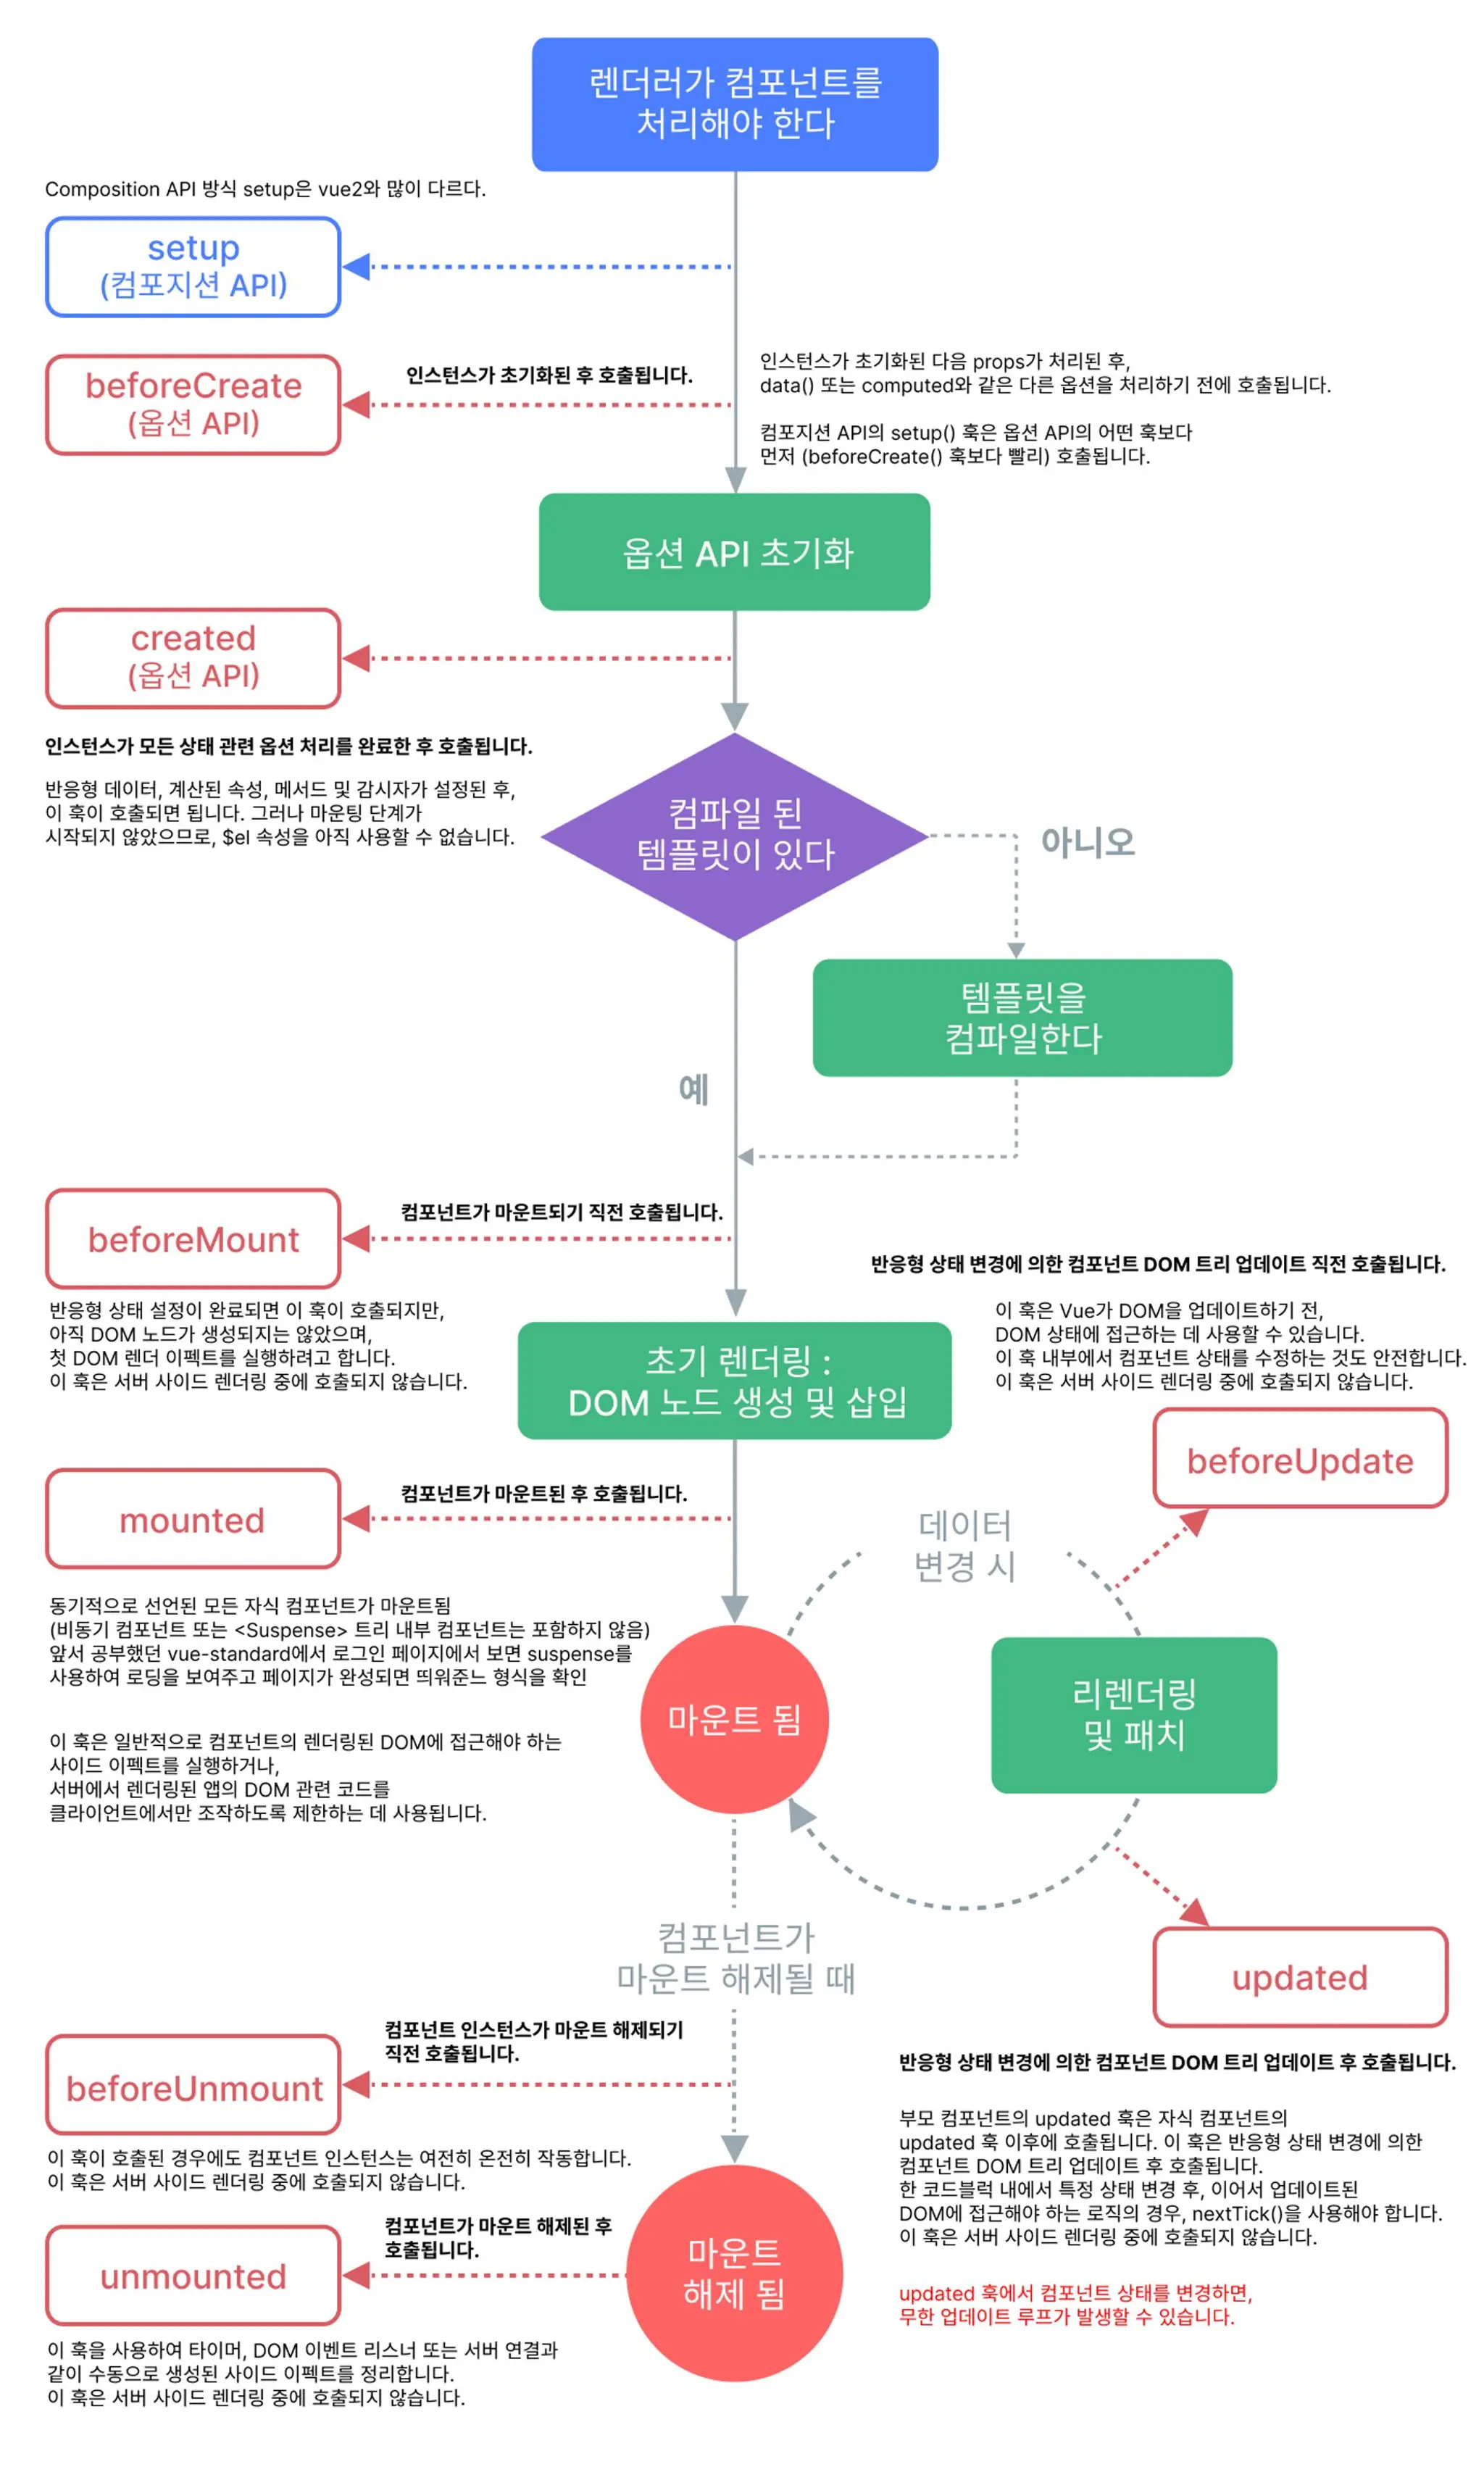 렌더러가 컴포넌트를
처리해야 한다
Composition API 방식 setup은 vue2와 많이 다르다.
setup
(컴포지션 API)
beforeCreate
(옵션 API)
인스턴스가 초기화된 후 호출됩니다.
인스턴스가 초기화된 다음 props가 처리된 후,
data() 또는 computed와 같은 다른 옵션을 처리하기 전에 호출됩니다.
컴포지션 API의 setup() 훅은 옵션 API의 어떤 훅보다
먼저 (beforeCreate() 훅보다 빨리) 호출됩니다.
옵션 API 초기화
created
(옵션 API)
인스턴스가 모든 상태 관련 옵션 처리를 완료한 후 호출됩니다.
반응형 데이터, 계산된 속성, 메서드 및 감시자가 설정된 후,
이 훅이 호출되면 됩니다. 그러나 마운팅 단계가
시작되지 않았으므로, $el 속성을 아직 사용할 수 없습니다.
컴파일 된
템플릿이 있다
아니오
템플릿을
컴파일한다
예
beforeMount
컴포넌트가 마운트되기 직전 호출됩니다.
반응형 상태 설정이 완료되면 이 훅이 호출되지만,
아직 DOM 노드가 생성되지는 않았으며,
첫 DOM 렌더 이펙트를 실행하려고 합니다.
이 훅은 서버 사이드 렌더링 중에 호출되지 않습니다.
초기 렌더링 :
DOM 노드 생성 및 삽입
반응형 상태 변경에 의한 컴포넌트 DOM 트리 업데이트 직전 호출됩니다.
이 훅은 Vue가 DOM을 업데이트하기 전,
DOM 상태에 접근하는 데 사용할 수 있습니다.
이 훅 내부에서 컴포넌트 상태를 수정하는 것도 안전합니다.
이 훅은 서버 사이드 렌더링 중에 호출되지 않습니다.
beforeUpdate
mounted
컴포넌트가 마운트된 후 호출됩니다.
동기적으로 선언된 모든 자식 컴포넌트가 마운트됨
(비동기 컴포넌트 또는 <Suspense> 트리 내부 컴포넌트는 포함하지 않음)
앞서 공부했던 vue-standard에서 로그인 페이지에서 보면 suspense를
사용하여 로딩을 보여주고 페이지가 완성되면 띄워준느 형식을 확인
이 훅은 일반적으로 컴포넌트의 렌더링된 DOM에 접근해야 하는
사이드 이펙트를 실행하거나,
서버에서 렌더링된 앱의 DOM 관련 코드를
클라이언트에서만 조작하도록 제한하는 데 사용됩니다.
데이터
변경 시
마운트 됨
리렌더링
및 패치
컴포넌트가
마운트 해제될 때
updated
반응형 상태 변경에 의한 컴포넌트 DOM 트리 업데이트 후 호출됩니다.
부모 컴포넌트의 updated 훅은 자식 컴포넌트의
updated 훅 이후에 호출됩니다. 이 훅은 반응형 상태 변경에 의한
컴포넌트 DOM 트리 업데이트 후 호출됩니다.
한 코드블럭 내에서 특정 상태 변경 후, 이어서 업데이트된
DOM에 접근해야 하는 로직의 경우, nextTick()을 사용해야 합니다.
이 훅은 서버 사이드 렌더링 중에 호출되지 않습니다.
updated 훅에서 컴포넌트 상태를 변경하면,
무한 업데이트 루프가 발생할 수 있습니다.
beforeUnmount
컴포넌트 인스턴스가 마운트 해제되기
직전 호출됩니다.
이 훅이 호출된 경우에도 컴포넌트 인스턴스는 여전히 온전히 작동합니다.
이 훅은 서버 사이드 렌더링 중에 호출되지 않습니다.
unmounted
컴포넌트가 마운트 해제된 후
호출됩니다.
마운트
해제 됨
이 훅을 사용하여 타이머, DOM 이벤트 리스너 또는 서버 연결과
같이 수동으로 생성된 사이드 이펙트를 정리합니다.
이 훅은 서버 사이드 렌더링 중에 호출되지 않습니다.